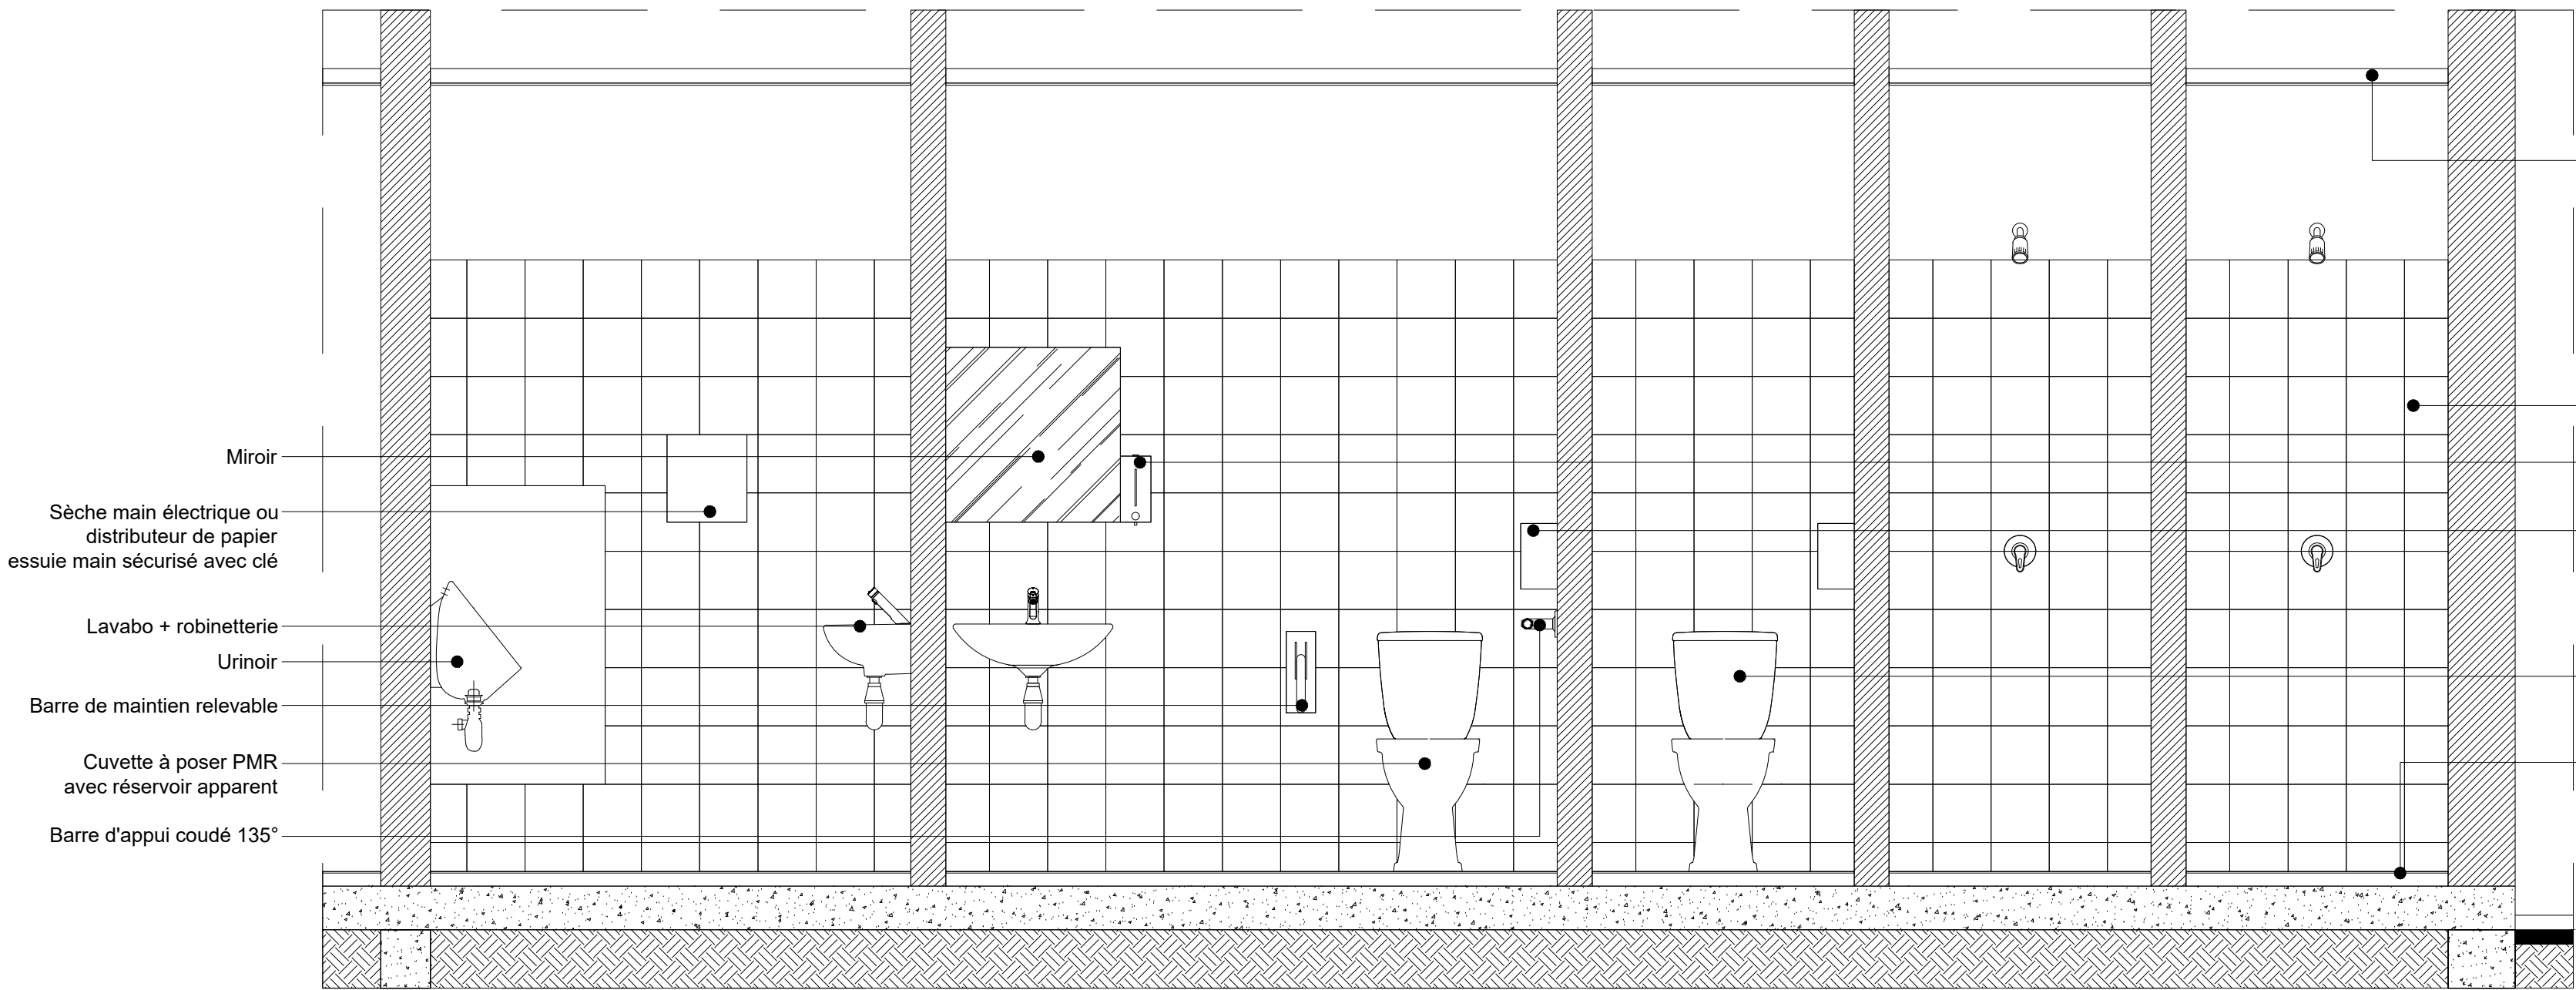 Miroir
Sèche main électrique ou
distributeur de papier
essuie main sécurisé avec clé
Lavabo + robinetterie
Urinoir
Barre de maintien relevable
Cuvette à poser PMR
avec réservoir apparent
Barre d'appui coudé 135°